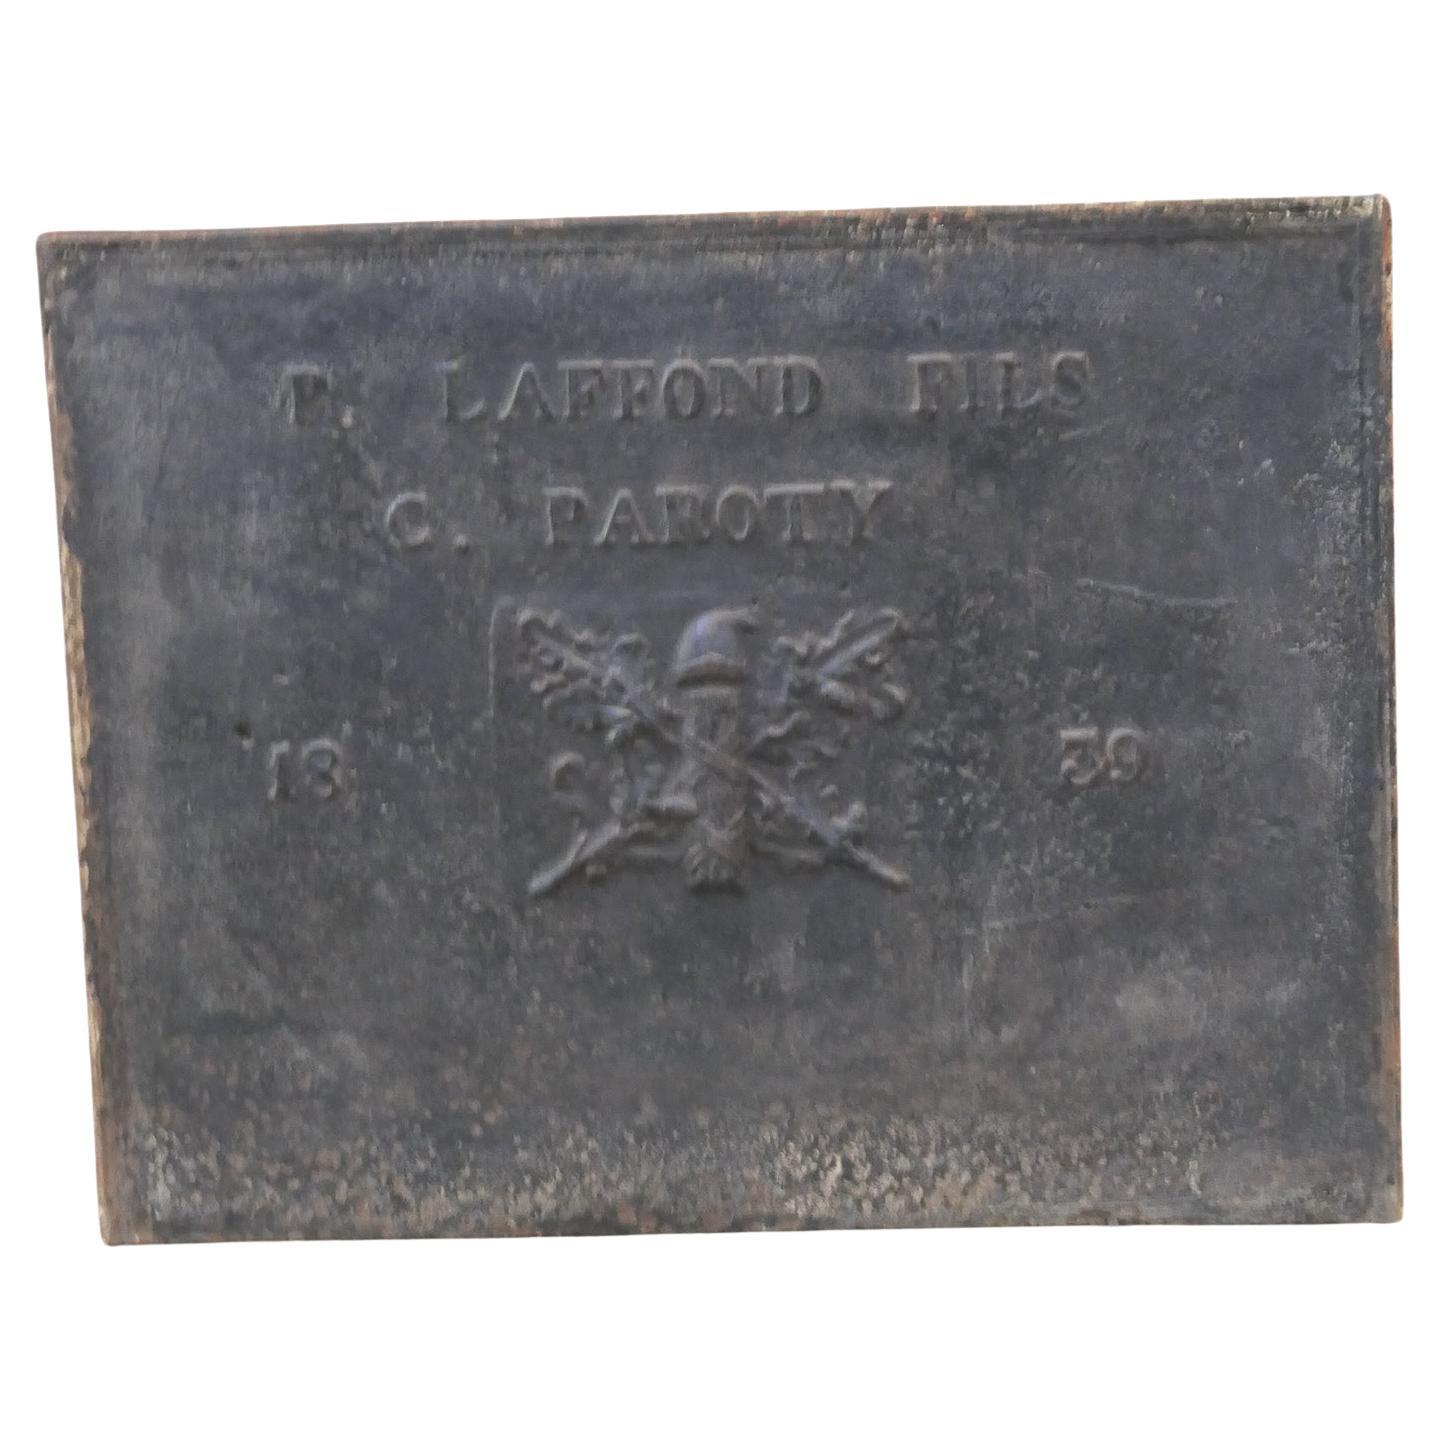 P. LAFFOND FILS
C. PAROTY
18 39